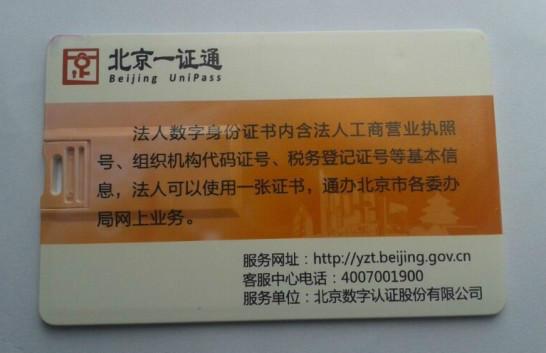 北京一证通
Beijing UniPass
法人数字身份证书内含法人工商营业执照
号、组织机构代码证号、税务登记证号等基本信
息，法人可以使用一张证书，通办北京市各委办
局网上业务。
服务网址：http://yzt.beijing.gov.cn
客服中心电话：4007001900
服务单位：北京数字认证股份有限公司